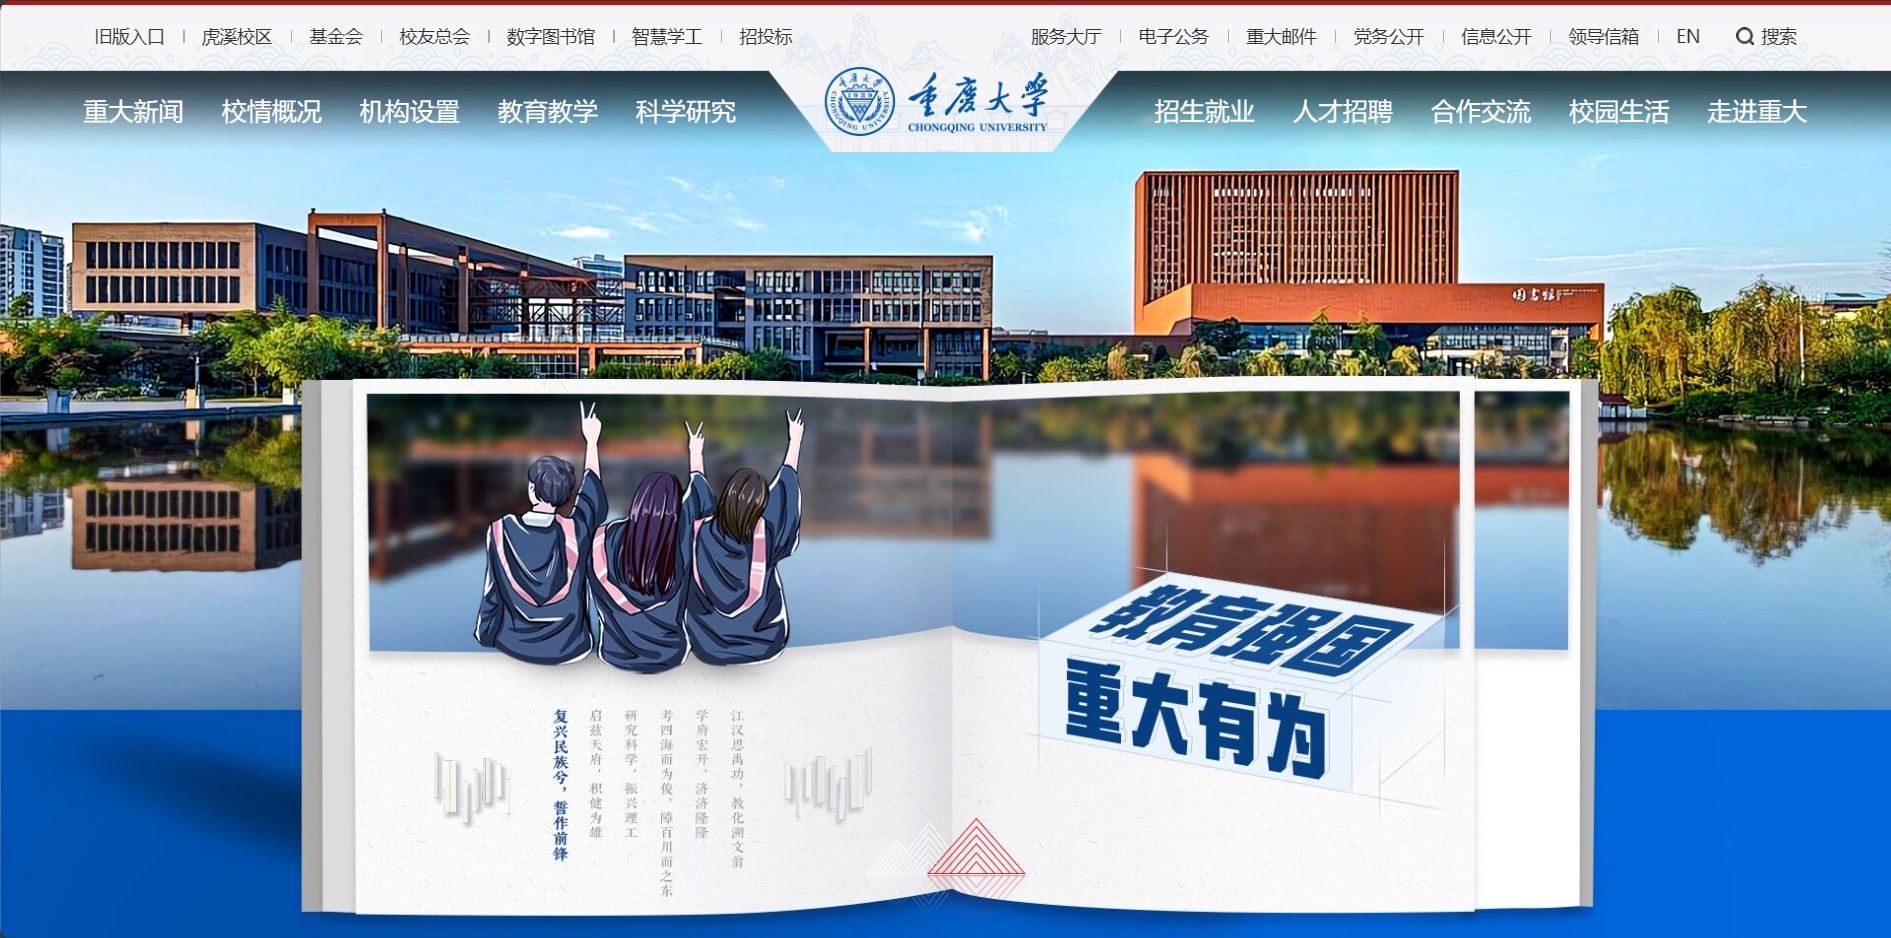 旧版入口 虎溪校区 基金会 校友总会 数字图书馆 智慧学工 招投标
服务大厅 电子公务 重大邮件 党务公开 信息公开 领导信箱 EN 搜索
重大新闻 校情概况 机构设置 教育教学 科学研究
重庆大学
CHONGQING UNIVERSITY
招生就业 人才招聘 合作交流 校园生活 走进重大
图书馆
教育强国
重大有为
江汉思禹功，教化溯文翁
学府宏开，济济隆隆
考四海而为俊，障百川而之东
研究科学，振兴理工
启兹天府，积健为雄
复兴民族兮，誓作前锋